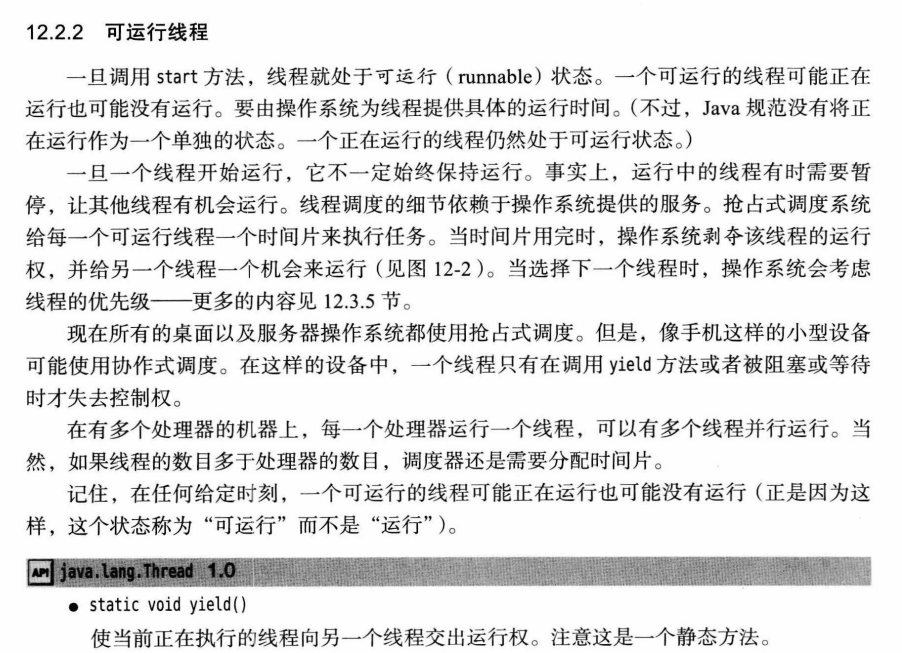 12.2.2 可运行线程
一旦调用 start 方法，线程就处于可运行（runnable）状态。一个可运行的线程可能正在
运行也可能没有运行。要由操作系统为线程提供具体的运行时间。（不过，Java 规范没有将正
在运行作为一个单独的状态。一个正在运行的线程仍然处于可运行状态。）
一旦一个线程开始运行，它不一定始终保持运行。事实上，运行中的线程有时需要暂
停，让其他线程有机会运行。线程调度的细节依赖于操作系统提供的服务。抢占式调度系统
给每一个可运行线程一个时间片来执行任务。当时间片用完时，操作系统剥夺该线程的运行
权，并给另一个线程一个机会来运行（见图 12-2）。当选择下一个线程时，操作系统会考虑
线程的优先级——更多的内容见 12.3.5 节。
现在所有的桌面以及服务器操作系统都使用抢占式调度。但是，像手机这样的小型设备
可能使用协作式调度。在这样的设备中，一个线程只有在调用 yield 方法或者被阻塞或等待
时才失去控制权。
在有多个处理器的机器上，每一个处理器运行一个线程，可以有多个线程并行运行。当
然，如果线程的数目多于处理器的数目，调度器还是需要分配时间片。
记住，在任何给定时刻，一个可运行的线程可能正在运行也可能没有运行（正是因为这
样，这个状态称为“可运行”而不是“运行”）。
API java.lang.Thread 1.0
● static void yield()
使当前正在执行的线程向另一个线程交出运行权。注意这是一个静态方法。